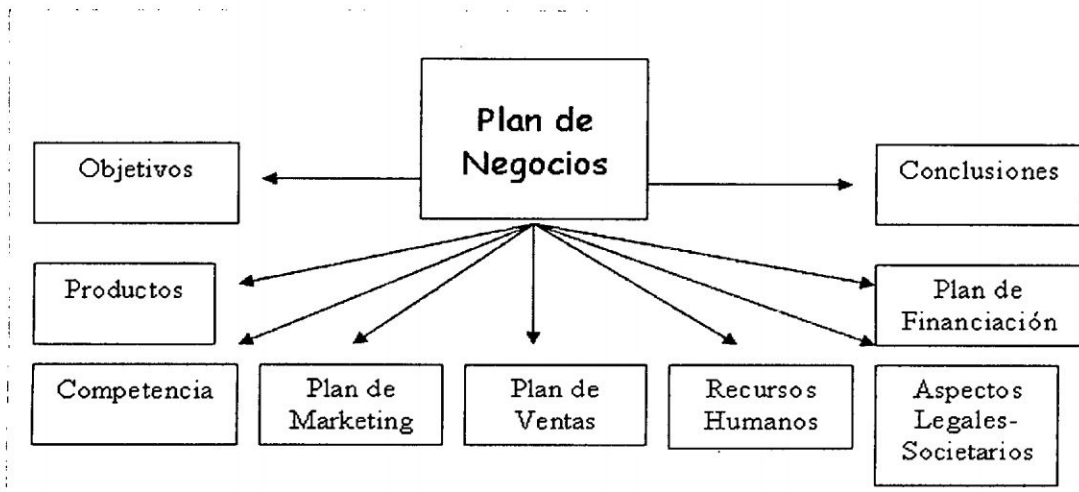 Plan de
Negocios
Objetivos
Conclusiones
Productos
Plan de
Financiación
Competencia
Plan de
Marketing
Plan de
Ventas
Recursos
Humanos
Aspectos
Legales-
Societarios